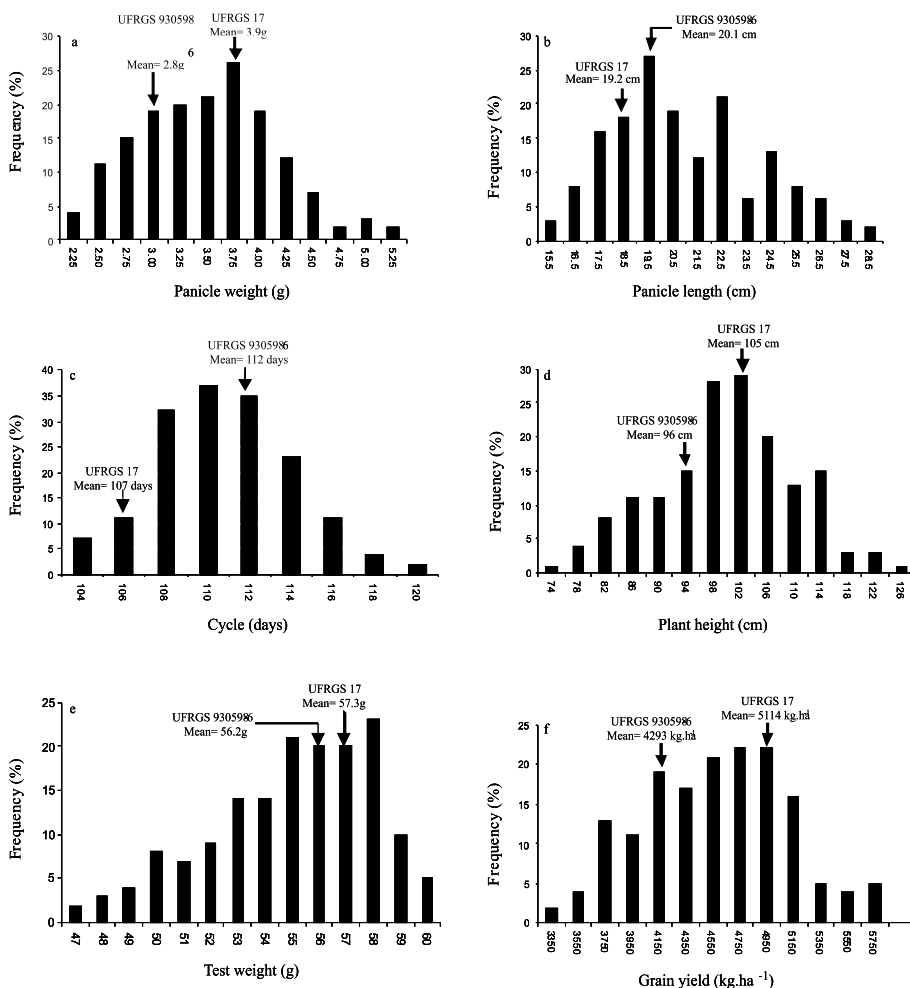 UFRGS 930598
6
Mean= 2.8g
UFRGS 17
Mean= 3.9g
a
Frequency (%)
30
25
20
15
10
5
0
2.25 2.50 2.75 3.00 3.25 3.50 3.75 4.00 4.25 4.50 4.75 5.00 5.25
Panicle weight (g)
UFRGS 9305986
Mean= 20.1 cm
UFRGS 17
Mean= 19.2 cm
b
Frequency (%)
30
25
20
15
10
5
0
15.5 16.5 17.5 18.5 19.5 20.5 21.5 22.5 23.5 24.5 25.5 26.5 27.5 28.5
Panicle length (cm)
UFRGS 9305986
Mean= 112 days
UFRGS 17
Mean= 107 days
c
Frequency (%)
40
35
30
25
20
15
10
5
0
104 106 108 110 112 114 116 118 120
Cycle (days)
UFRGS 17
Mean= 105 cm
UFRGS 9305986
Mean= 96 cm
d
Frequency (%)
30
25
20
15
10
5
0
74 78 82 86 90 94 98 102 106 110 114 118 122 126
Plant height (cm)
UFRGS 17
Mean= 57.3g
UFRGS 9305986
Mean= 56.2g
e
Frequency (%)
25
20
15
10
5
0
47 48 49 50 51 52 53 54 55 56 57 58 59 60
Test weight (g)
UFRGS 17
Mean= 5114 kg.ha¹
UFRGS 9305986
Mean= 4293 kg.ha¹
f
Frequency (%)
30
25
20
15
10
5
0
3350 3550 3750 3950 4150 4350 4550 4750 4950 5150 5350 5550 5750
Grain yield (kg.ha -1)